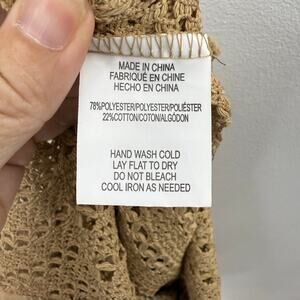 MADE IN CHINA
FABRIQUÉ EN CHINE
HECHO EN CHINA
78%POLYESTER/POLYESTER/POLIÉSTER
22%COTTON/COTON/ALGODÓN
HAND WASH COLD
LAY FLAT TO DRY
DO NOT BLEACH
COOL IRON AS NEEDED